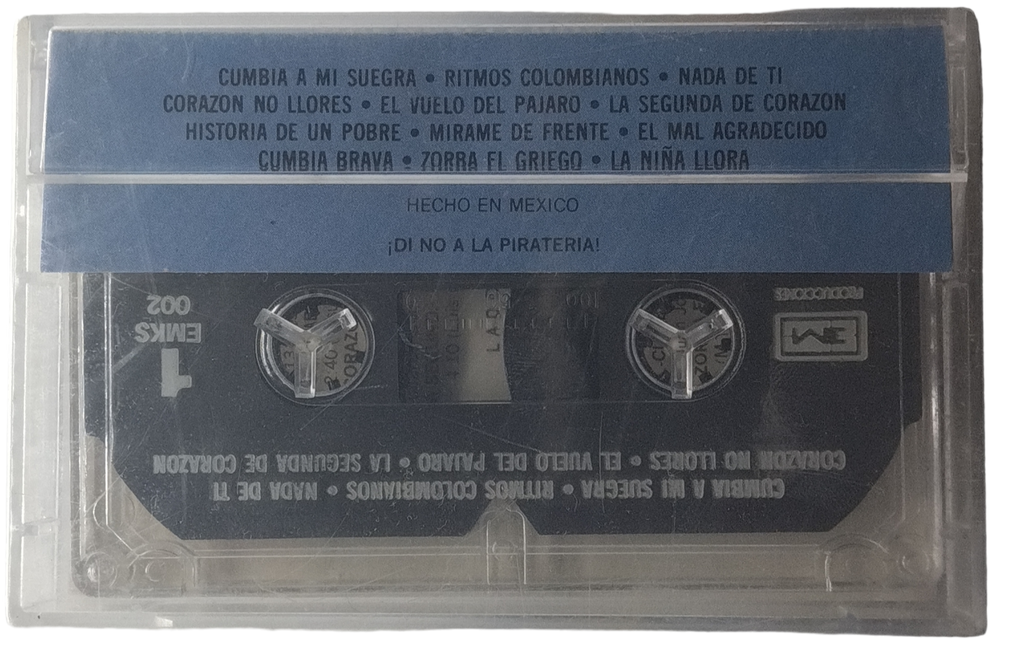 CUMBIA A MI SUEGRA • RITMOS COLOMBIANOS • NADA DE TI
CORAZON NO LLORES • EL VUELO DEL PAJARO • LA SEGUNDA DE CORAZON
HISTORIA DE UN POBRE • MIRAME DE FRENTE • EL MAL AGRADECIDO
CUMBIA BRAVA • ZORRA EL GRIEGO • LA NIÑA LLORA
HECHO EN MEXICO
¡DI NO A LA PIRATERIA!
EM
PRODUCCIONES
1
EMKS
002
CUMBIA A MI SUEGRA • RITMOS COLOMBIANOS • NADA DE TI
CORAZON NO LLORES • EL VUELO DEL PAJARO • LA SEGUNDA DE CORAZON